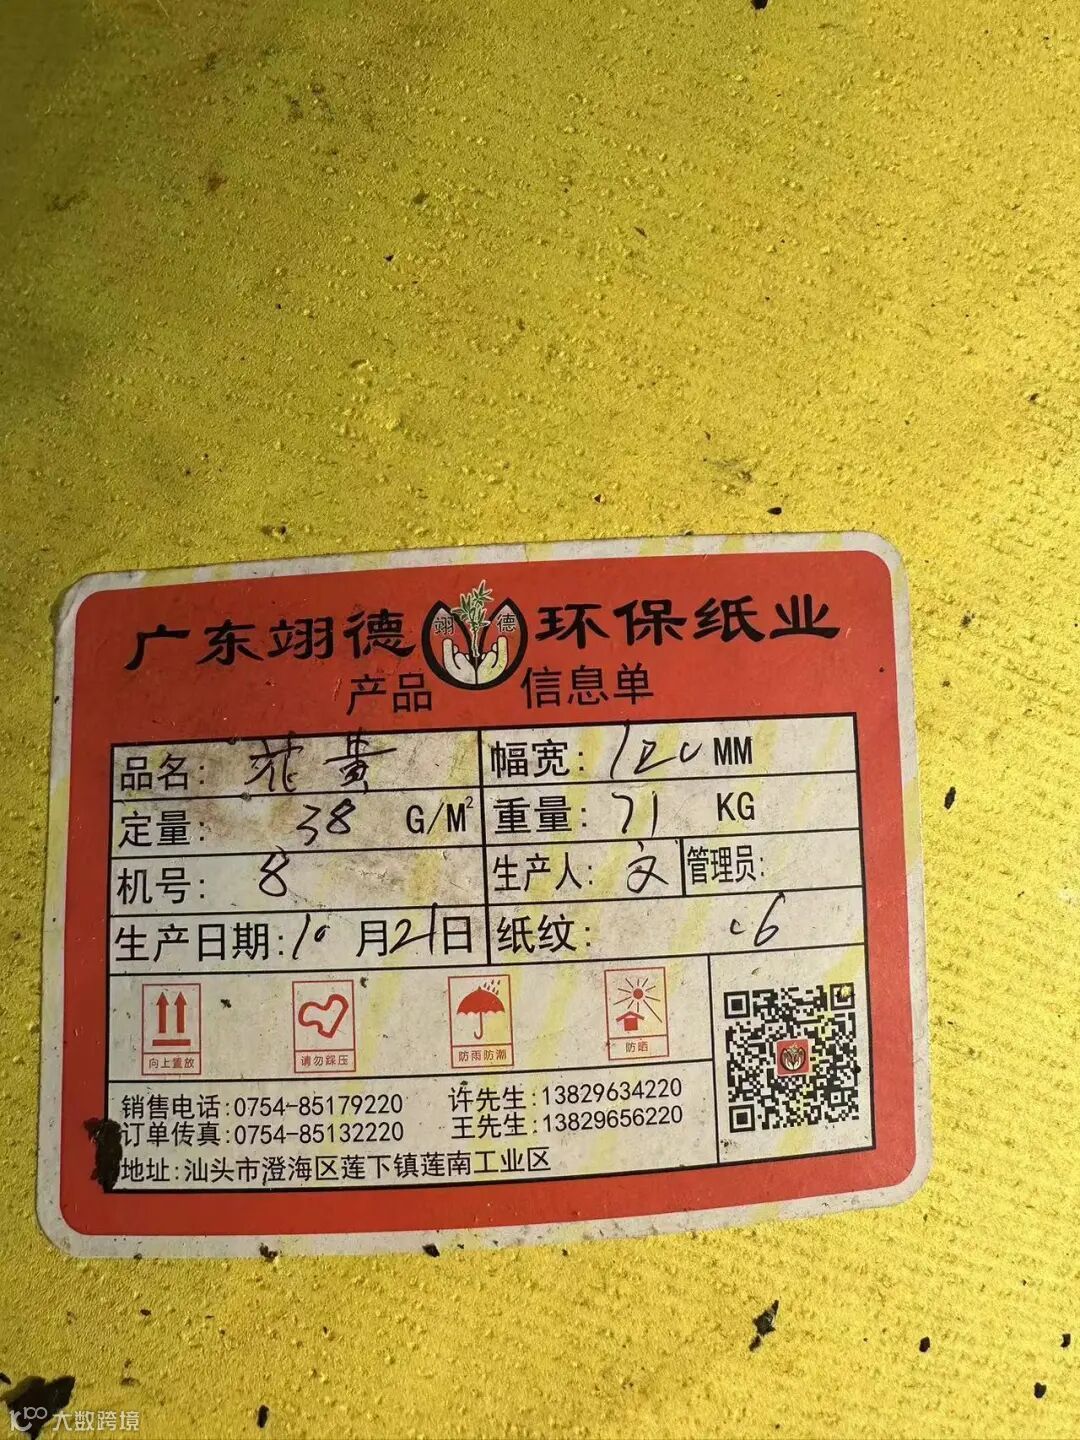 广东翊德 翊德 环保纸业
产品 信息单
品名: 花黄 幅宽: 120 MM
定量: 38 G/M² 重量: 71 KG
机号: 8 生产人: 文 管理员:
生产日期: 10月21日 纸纹: c6
向上置放 请勿踩压 防雨防潮 防晒
销售电话:0754-85179220 许先生:13829634220
订单传真:0754-85132220 王先生:13829656220
地址:汕头市澄海区莲下镇莲南工业区
大数跨境